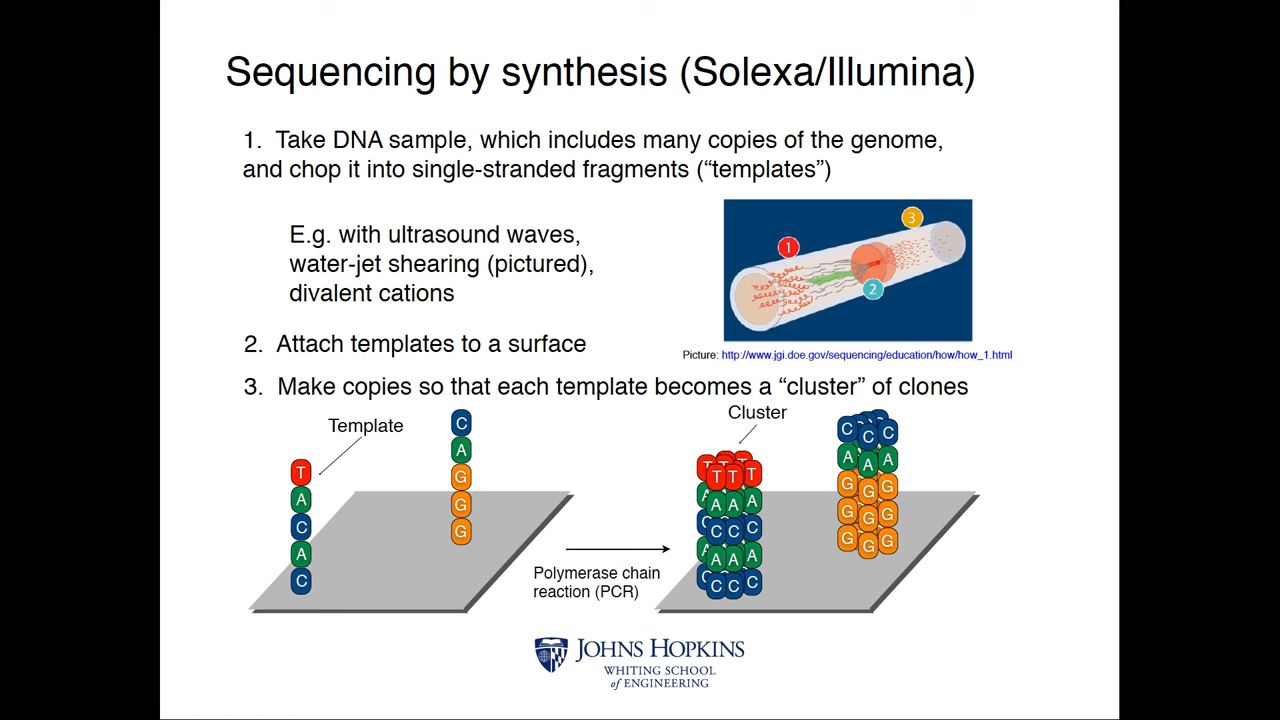 Sequencing by synthesis (Solexa/Illumina)
1. Take DNA sample, which includes many copies of the genome,
and chop it into single-stranded fragments (“templates”)
E.g. with ultrasound waves,
water-jet shearing (pictured),
divalent cations
1
2
3
Picture: http://www.jgi.doe.gov/sequencing/education/how/how_1.html
2. Attach templates to a surface
3. Make copies so that each template becomes a “cluster” of clones
Template
T
A
C
A
C
C
A
G
G
G
Polymerase chain
reaction (PCR)
Cluster
T T T T T
A A A A
C C C C
A A A A
C C C C
C C C
A A A
G G G
G G G
G G G
JOHNS HOPKINS
WHITING SCHOOL
of ENGINEERING